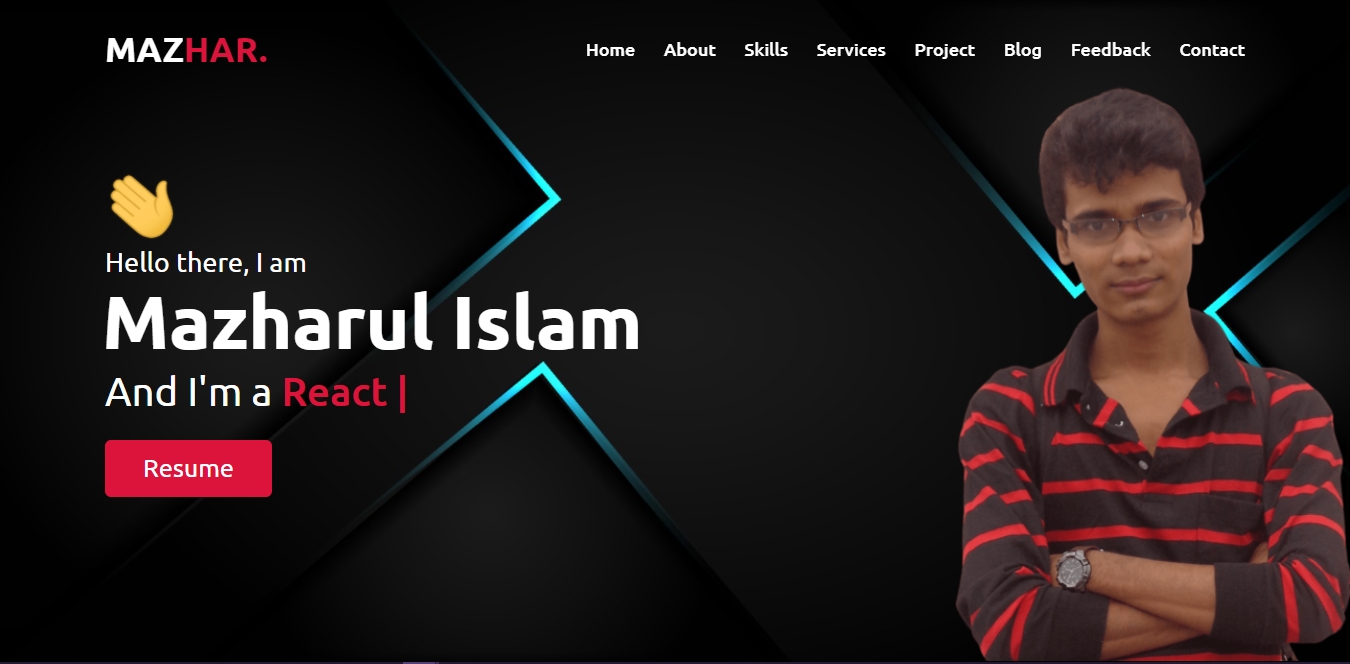 MAZHAR.
Home About Skills Services Project Blog Feedback Contact
Hello there, I am
Mazharul Islam
And I'm a React |
Resume